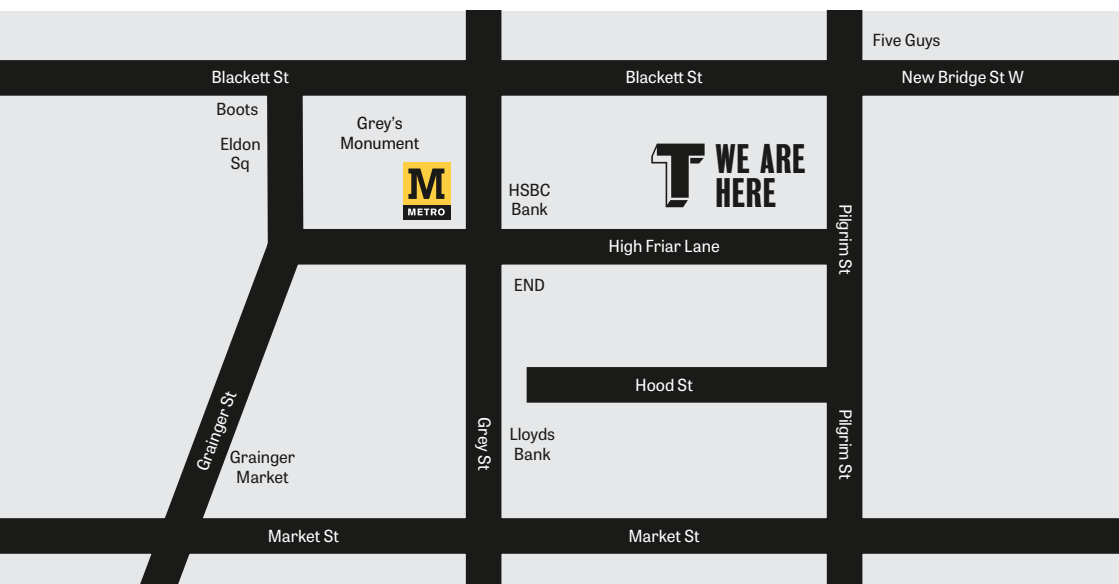 Five Guys
Blackett St
Blackett St
New Bridge St W
Boots
Grey’s
Monument
Eldon
Sq
M
METRO
HSBC
Bank
T
WE ARE
HERE
Pilgrim St
High Friar Lane
END
Hood St
Grainger St
Grey St
Lloyds
Bank
Pilgrim St
Grainger
Market
Market St
Market St